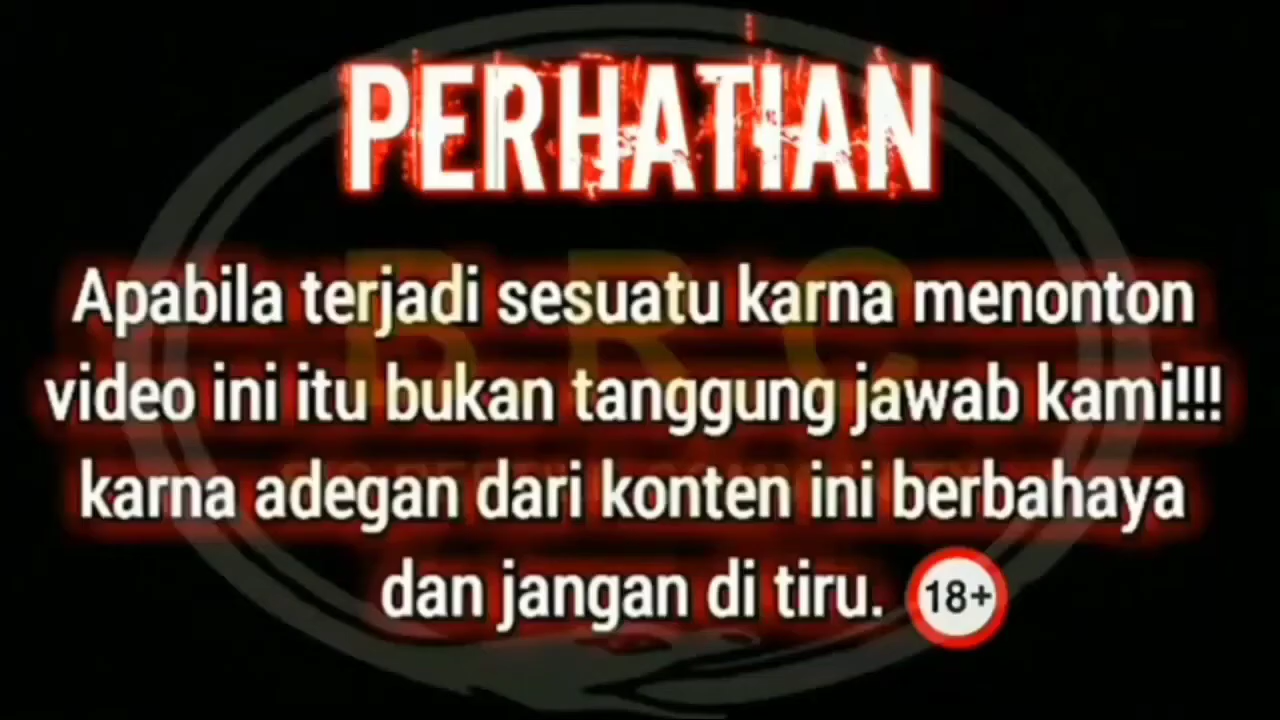 PERHATIAN
B R C
Apabila terjadi sesuatu karna menonton
video ini itu bukan tanggung jawab kami!!!
karna adegan dari konten ini berbahaya
dan jangan di tiru. 18+